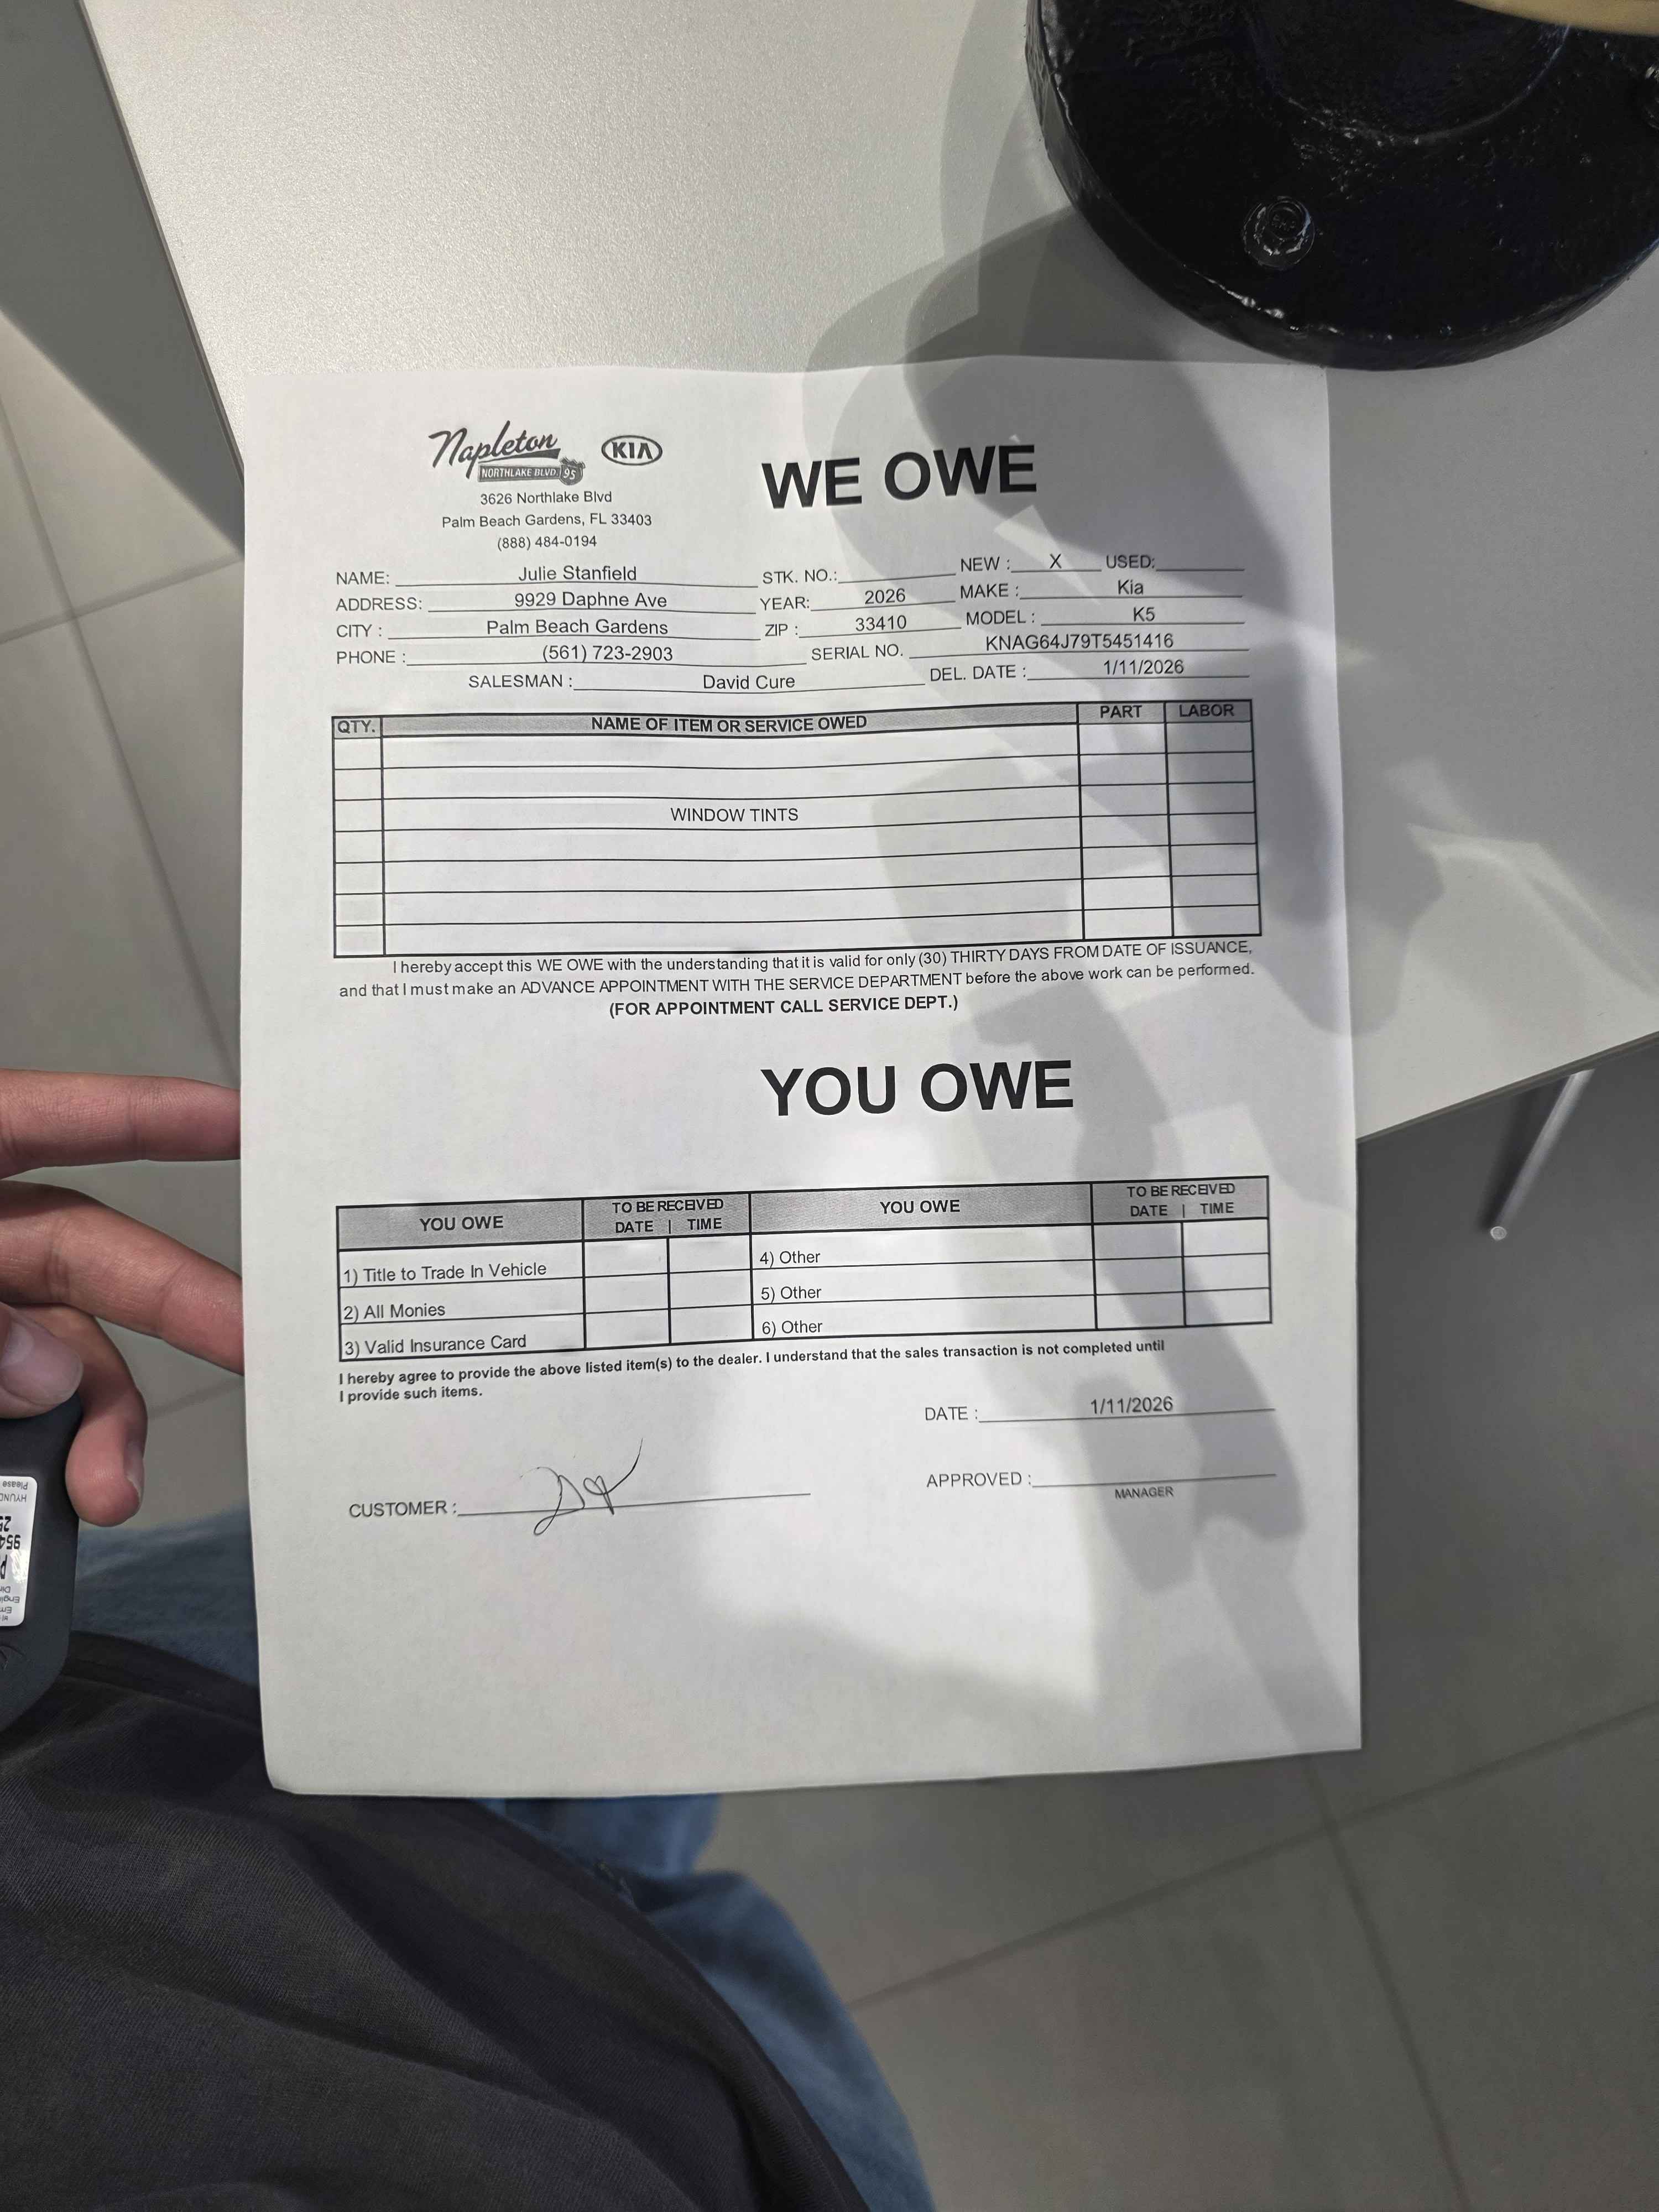 Napleton
NORTHLAKE BLVD. 95
KIA
3626 Northlake Blvd
Palm Beach Gardens, FL 33403
(888) 484-0194
WE OWE
NAME: Julie Stanfield STK. NO.: NEW : X USED:
ADDRESS: 9929 Daphne Ave YEAR: 2026 MAKE : Kia
CITY : Palm Beach Gardens ZIP : 33410 MODEL : K5
PHONE : (561) 723-2903 SERIAL NO. KNAG64J79T5451416
SALESMAN : David Cure DEL. DATE : 1/11/2026
QTY. NAME OF ITEM OR SERVICE OWED PART LABOR
WINDOW TINTS
I hereby accept this WE OWE with the understanding that it is valid for only (30) THIRTY DAYS FROM DATE OF ISSUANCE,
and that I must make an ADVANCE APPOINTMENT WITH THE SERVICE DEPARTMENT before the above work can be performed.
(FOR APPOINTMENT CALL SERVICE DEPT.)
YOU OWE
YOU OWE TO BE RECEIVED DATE | TIME YOU OWE TO BE RECEIVED DATE | TIME
1) Title to Trade In Vehicle 4) Other
2) All Monies 5) Other
3) Valid Insurance Card 6) Other
I hereby agree to provide the above listed item(s) to the dealer. I understand that the sales transaction is not completed until
I provide such items.
DATE : 1/11/2026
CUSTOMER : APPROVED :
MANAGER
Please
HYUND
954